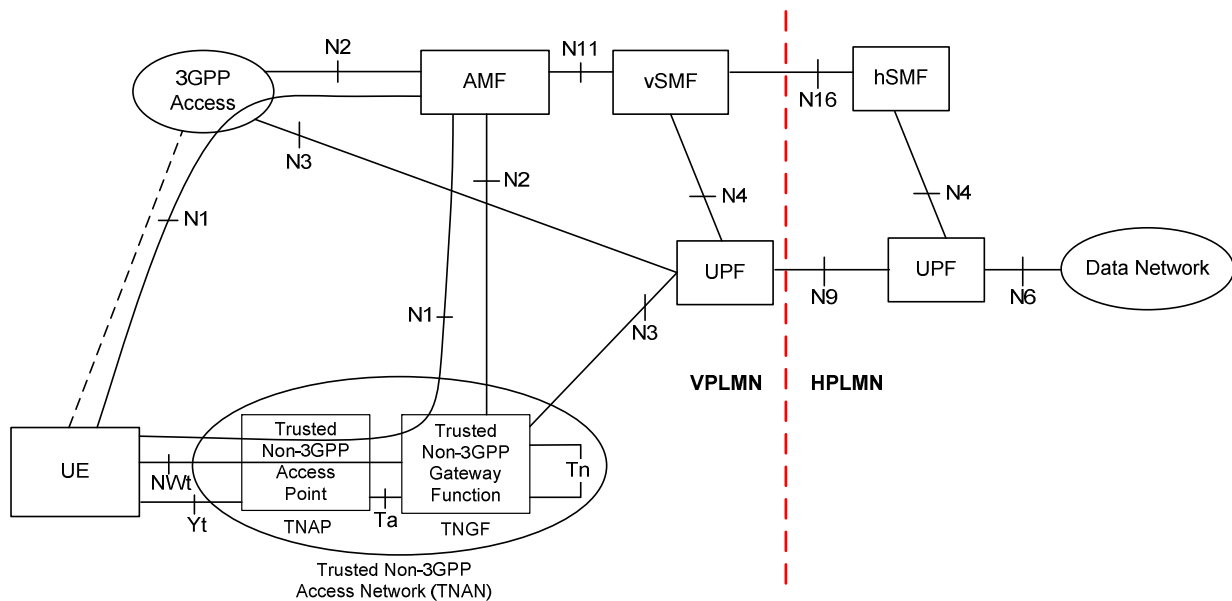 N2
N11
3GPP
Access
AMF
vSMF
hSMF
N16
N3
N2
N1
N4
N4
UPF
UPF
Data Network
N9
N6
N1
N3
VPLMN
HPLMN
UE
Trusted
Non-3GPP
Access
Point
Trusted
Non-3GPP
Gateway
Function
Tn
NWt
Yt
Ta
TNAP
TNGF
Trusted Non-3GPP
Access Network (TNAN)